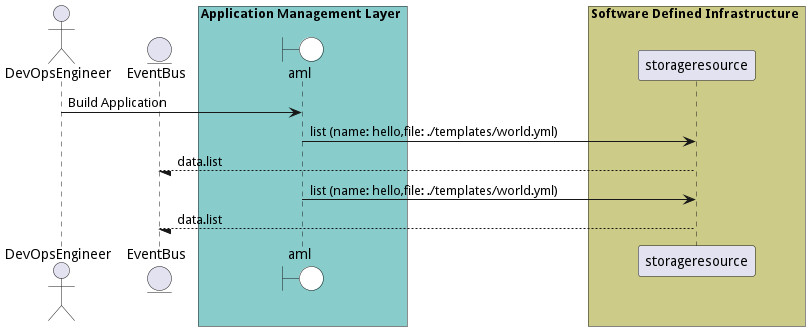 Application Management Layer
Software Defined Infrastructure
DevOpsEngineer
EventBus
aml
storageresource
Build Application
list (name: hello,file: ./templates/world.yml)
data.list
list (name: hello,file: ./templates/world.yml)
data.list
DevOpsEngineer
EventBus
aml
storageresource